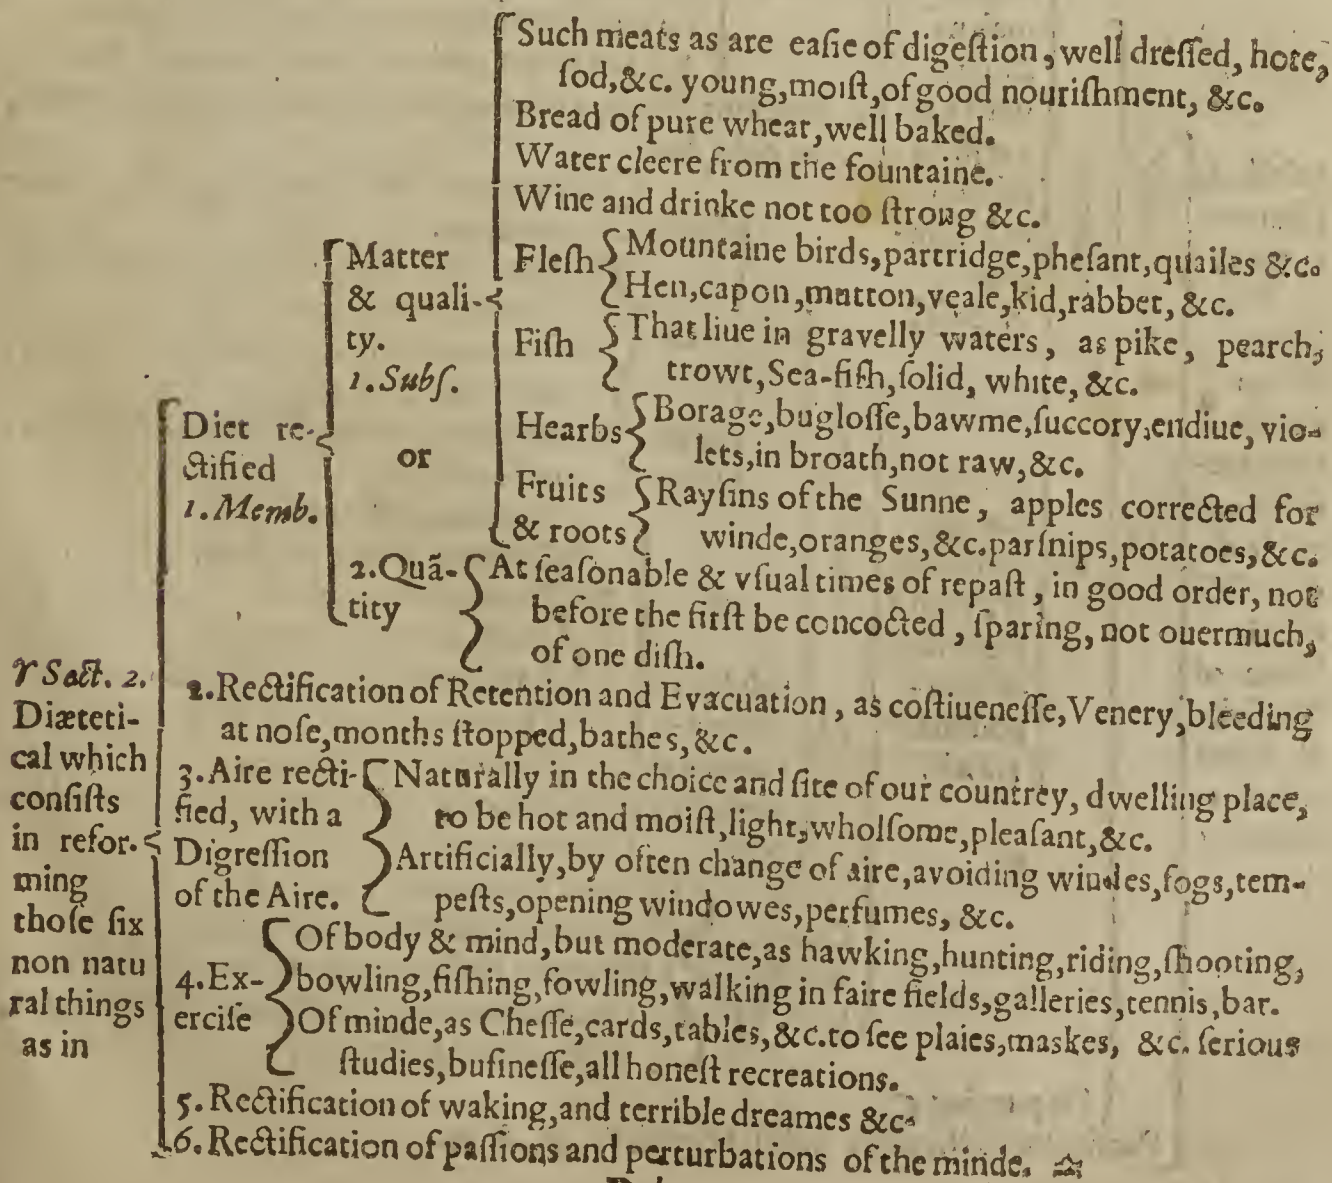 Such meats as are eaſie of digeſtion, well dreſſed, hote,
ſod, &c. young, moiſt, of good nouriſhment, &c.
Bread of pure wheat, well baked.
Water cleere from the fountaine.
Wine and drinke not too ſtrong &c.
Matter
& quali-
ty.
1. Subſ.
or
Fleſh
Mountaine birds, partridge, pheſant, quailes &c.
Hen, capon, mutton, veale, kid, rabbet, &c.
Fiſh
That liue in gravelly waters, as pike, pearch,
trowt, Sea-fiſh, ſolid, white, &c.
Diet re-
ctified
1. Memb.
Hearbs
Borage, bugloſſe, bawme, ſuccory, endiue, vio-
lets, in broath, not raw, &c.
Fruits
& roots
Rayſins of the Sunne, apples corrected for
winde, oranges, &c. parſnips, potatoes, &c.
2. Quã-
tity
At ſeaſonable & vſual times of repaſt, in good order, not
before the firſt be concocted, ſparing, not ouermuch,
of one diſh.
♈ Sect. 2.
Diæteti-
cal which
conſiſts
in refor-
ming
thoſe ſix
non natu
ral things
as in
2. Rectification of Retention and Evacuation, as coſtiueneſſe, Venery, bleeding
at noſe, months ſtopped, bathes, &c.
3. Aire recti-
fied, with a
Digreſſion
of the Aire.
Naturally in the choice and ſite of our countrey, dwelling place,
to be hot and moiſt, light, wholſome, pleaſant, &c.
Artificially, by often change of aire, avoiding windes, fogs, tem-
peſts, opening windowes, perfumes, &c.
4. Ex-
erciſe
Of body & mind, but moderate, as hawking, hunting, riding, ſhooting,
bowling, fiſhing, fowling, walking in faire fields, galleries, tennis, bar.
Of minde, as Cheſſe, cards, tables, &c. to ſee plaies, maskes, &c. ſerious
ſtudies, buſineſſe, all honeſt recreations.
5. Rectification of waking, and terrible dreames &c.
6. Rectification of paſſions and perturbations of the minde. ♎